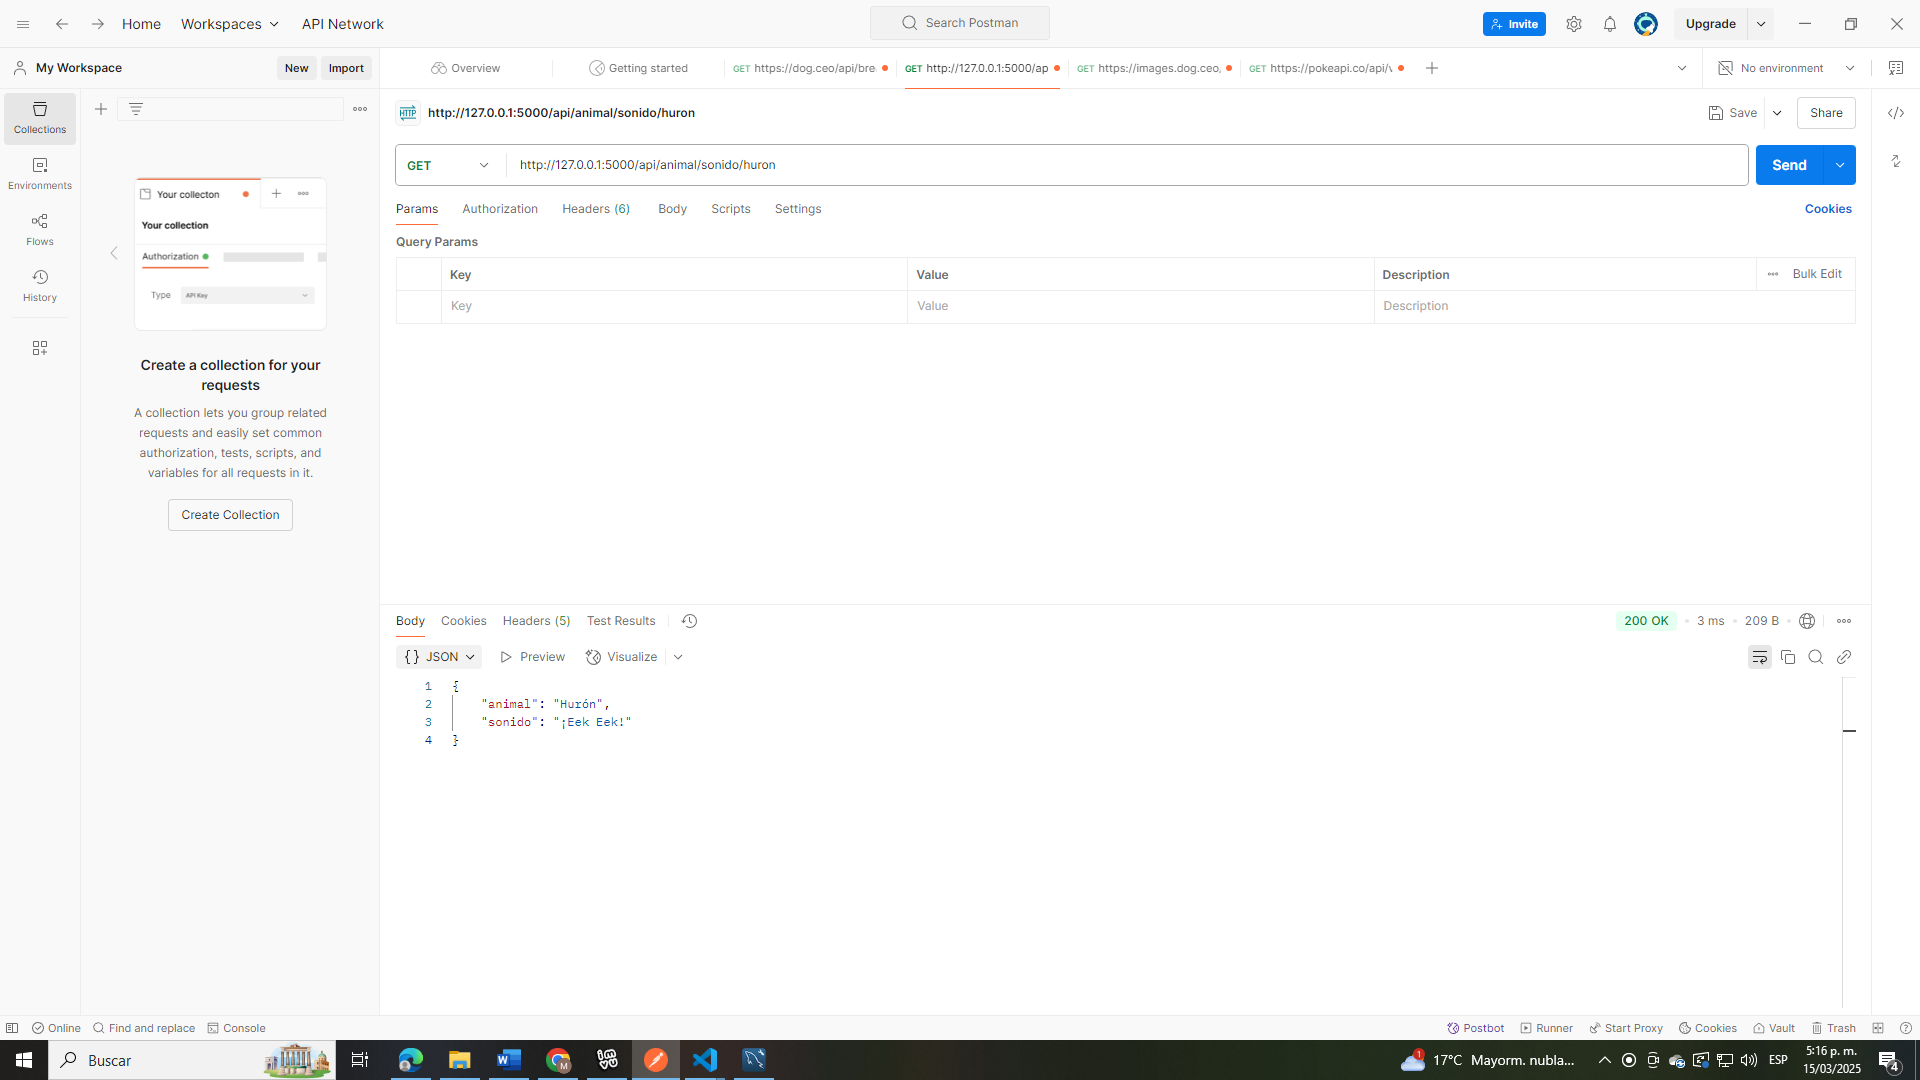 Home
Workspaces
API Network
Search Postman
Invite
Upgrade
My Workspace
New
Import
Overview
Getting started
GET https://dog.ceo/api/bre
GET http://127.0.0.1:5000/ap
GET https://images.dog.ceo,
GET https://pokeapi.co/api/v
No environment
Collections
Environments
Flows
History
Your collecton
Your collection
Authorization
Type
API Key
Create a collection for your
requests
A collection lets you group related
requests and easily set common
authorization, tests, scripts, and
variables for all requests in it.
Create Collection
HTTP
http://127.0.0.1:5000/api/animal/sonido/huron
Save
Share
GET
http://127.0.0.1:5000/api/animal/sonido/huron
Send
Params
Authorization
Headers (6)
Body
Scripts
Settings
Cookies
Query Params
Key
Value
Description
Bulk Edit
Key
Value
Description
Body
Cookies
Headers (5)
Test Results
200 OK
3 ms
209 B
{} JSON
Preview
Visualize
1 {
2 "animal": "Hurón",
3 "sonido": "¡Eek Eek!"
4 }
Online
Find and replace
Console
Postbot
Runner
Start Proxy
Cookies
Vault
Trash
Buscar
1
17°C Mayorm. nubla...
ESP
5:16 p. m.
15/03/2025
4